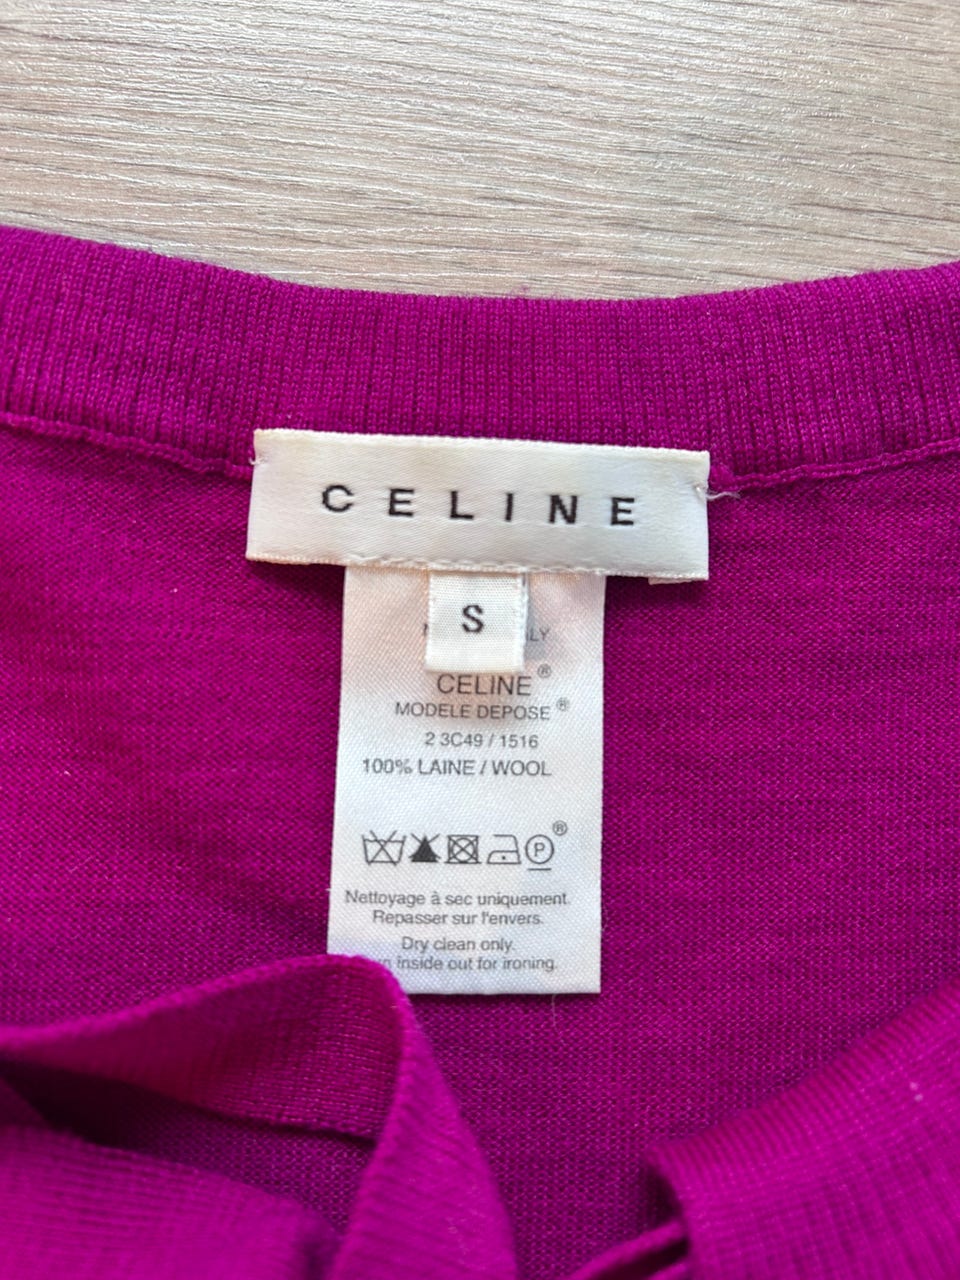 CELINE
S
CELINE®
MODELE DEPOSE®
2 3C49 / 1516
100% LAINE / WOOL
P
®
Nettoyage à sec uniquement.
Repasser sur l'envers.
Dry clean only.
inside out for ironing.